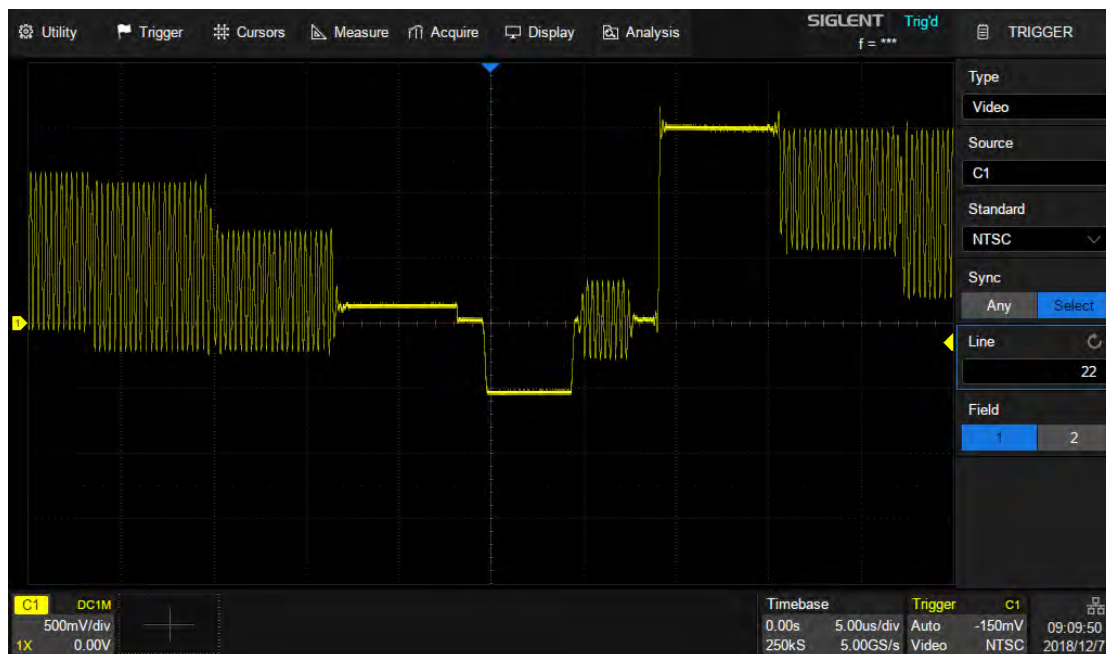 Utility Trigger Cursors Measure Acquire Display Analysis SIGLENT Trig'd TRIGGER
f = ***
Type
Video
Source
C1
Standard
NTSC
Sync
Any Select
Line
22
Field
1 2
1
C1 DC1M
500mV/div
1X 0.00V
Timebase
0.00s 5.00us/div
250kS 5.00GS/s
Trigger C1
Auto -150mV
Video NTSC
09:09:50
2018/12/7